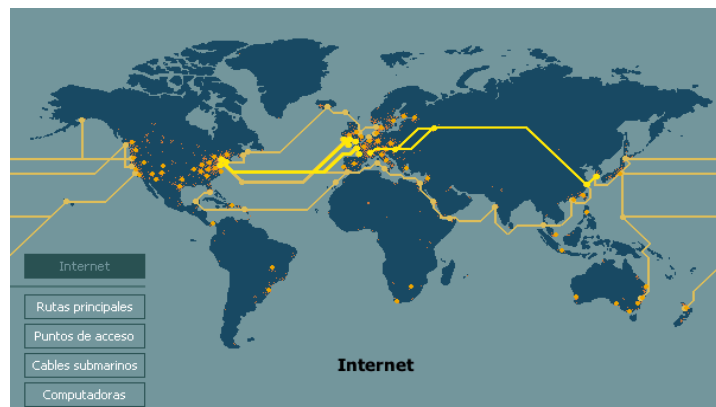 Internet
Rutas principales
Puntos de acceso
Cables submarinos
Computadoras
Internet